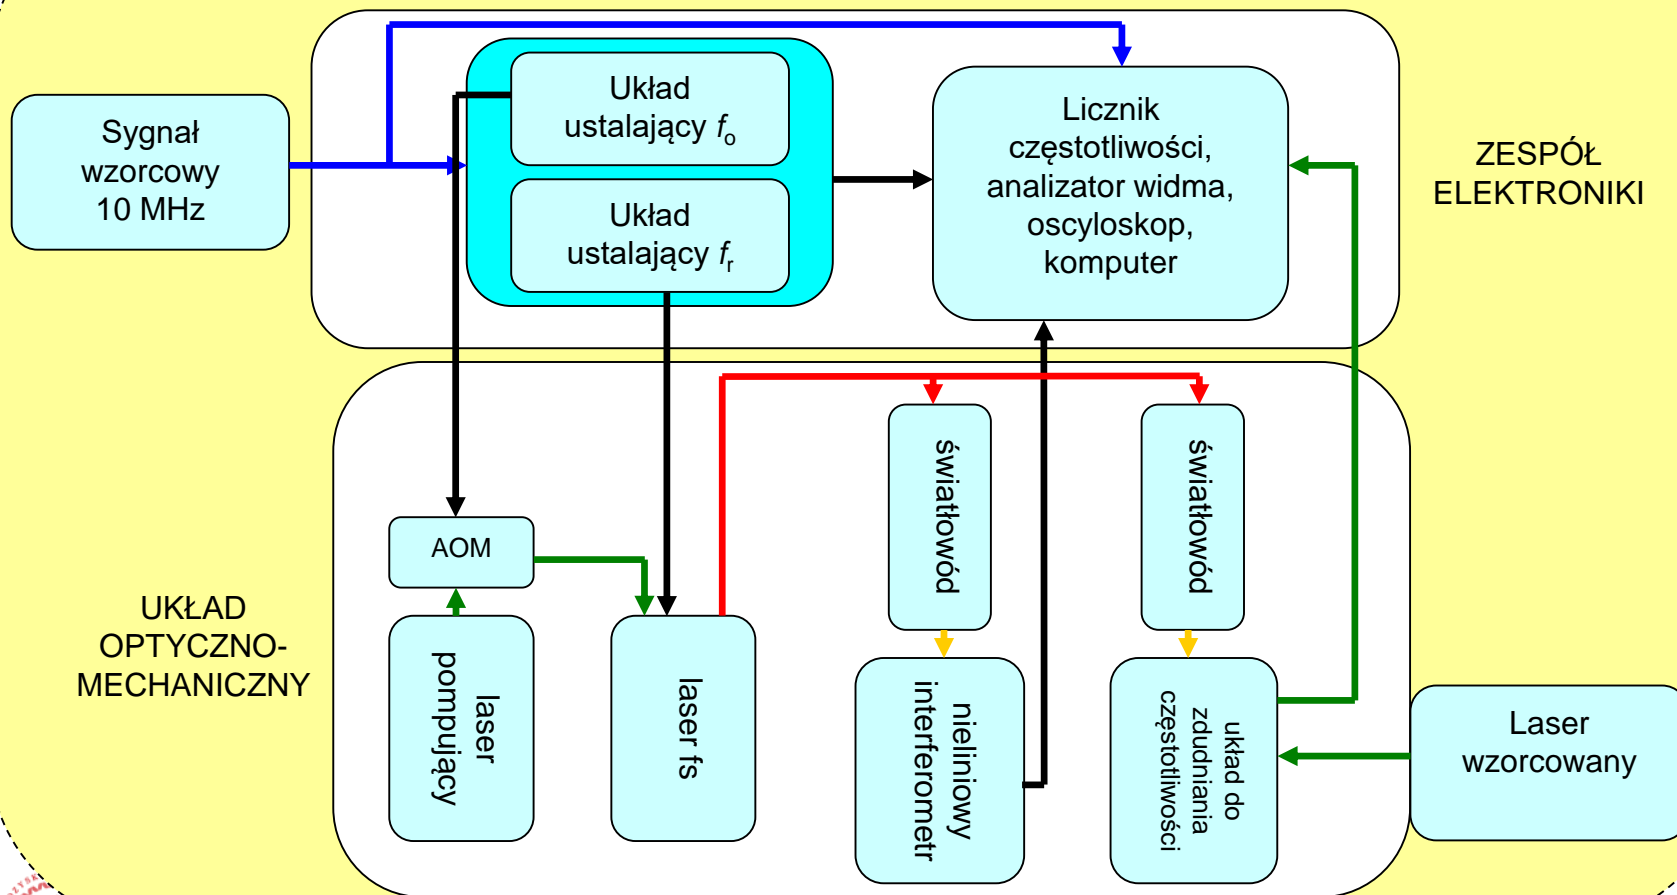 Sygnał
wzorcowy
10 MHz
Układ
ustalający fo
Układ
ustalający fr
Licznik
częstotliwości,
analizator widma,
oscyloskop,
komputer
ZESPÓŁ
ELEKTRONIKI
UKŁAD
OPTYCZNO-
MECHANICZNY
AOM
laser
pompujący
laser fs
światłowód
nieliniowy
interferometr
światłowód
układ do
zdudniania
częstotliwości
Laser
wzorcowany